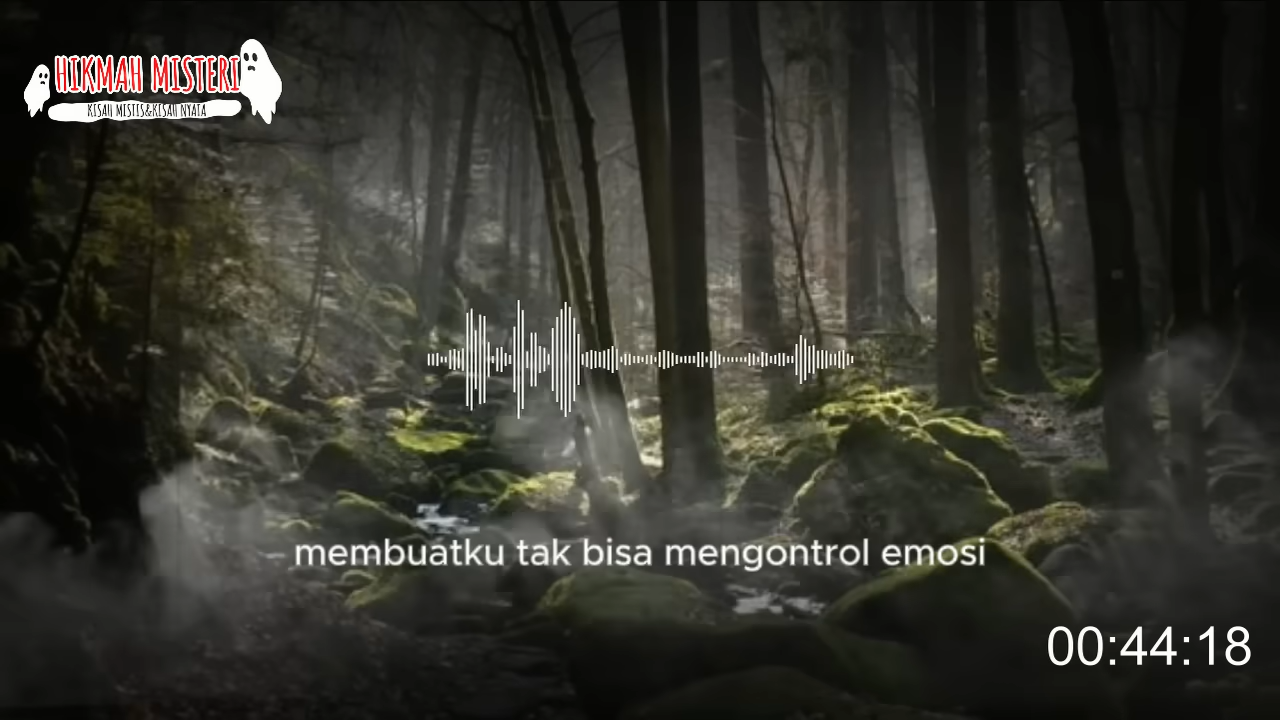 HIKMAH MISTERI
KISAH MISTIS&KISAH NYATA
membuatku tak bisa mengontrol emosi
00:44:18